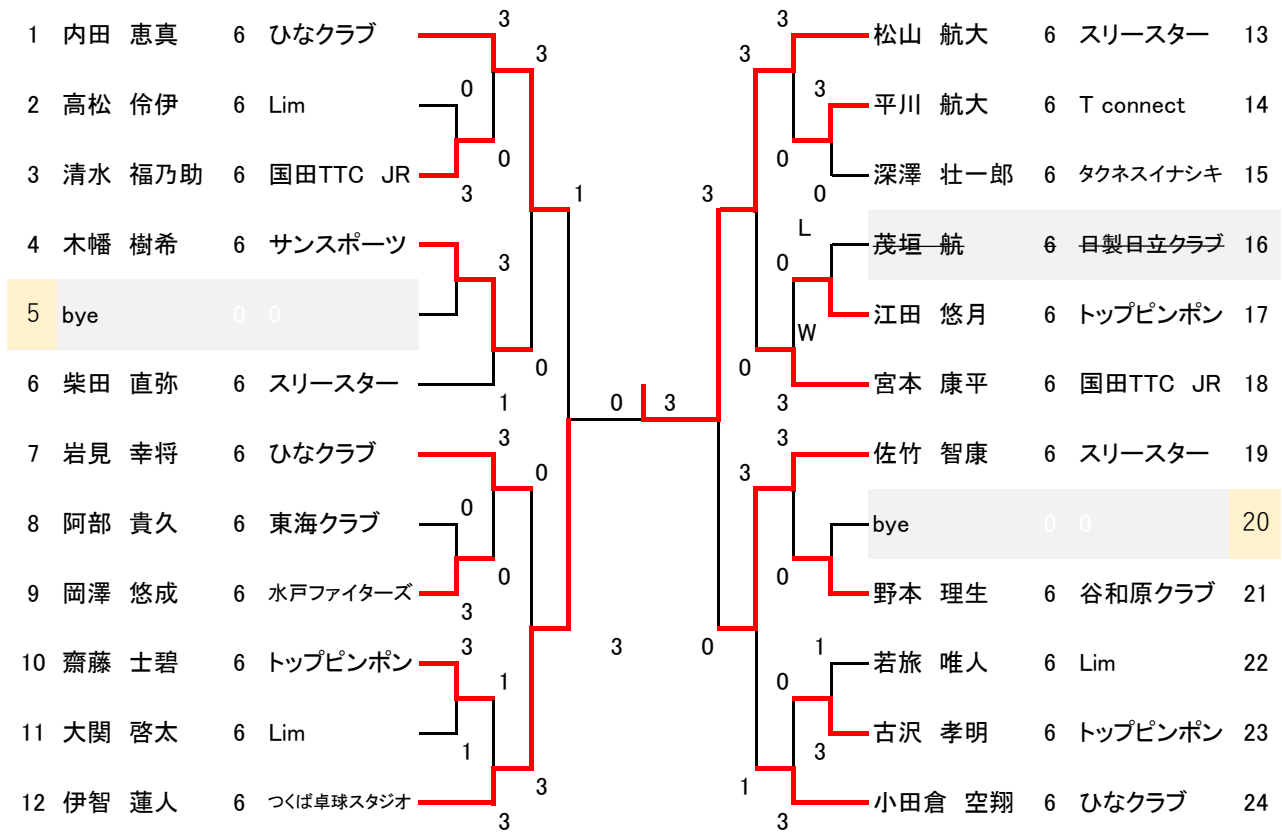 1 内田 恵真 6 ひなクラブ
2 高松 伶伊 6 Lim
3 清水 福乃助 6 国田TTC JR
4 木幡 樹希 6 サンスポーツ
5 bye 0 0
6 柴田 直弥 6 スリースター
7 岩見 幸将 6 ひなクラブ
8 阿部 貴久 6 東海クラブ
9 岡澤 悠成 6 水戸ファイターズ
10 齋藤 士碧 6 トップピンポン
11 大関 啓太 6 Lim
12 伊智 蓮人 6 つくば卓球スタジオ
3
3
0
0
3
1
3
0
1
3
0
0
0
3
3
1
1
3
3
3
0 3
松山 航大 6 スリースター 13
平川 航大 6 T connect 14
深澤 壮一郎 6 タクネスイナシキ 15
茂垣 航 6 日製日立クラブ 16
江田 悠月 6 トップピンポン 17
宮本 康平 6 国田TTC JR 18
佐竹 智康 6 スリースター 19
bye 0 0 20
野本 理生 6 谷和原クラブ 21
若旅 唯人 6 Lim 22
古沢 孝明 6 トップピンポン 23
小田倉 空翔 6 ひなクラブ 24
3
3
3
0
0
3
L
0
W
0
3
3
3
0
0
1
0
3
1
3